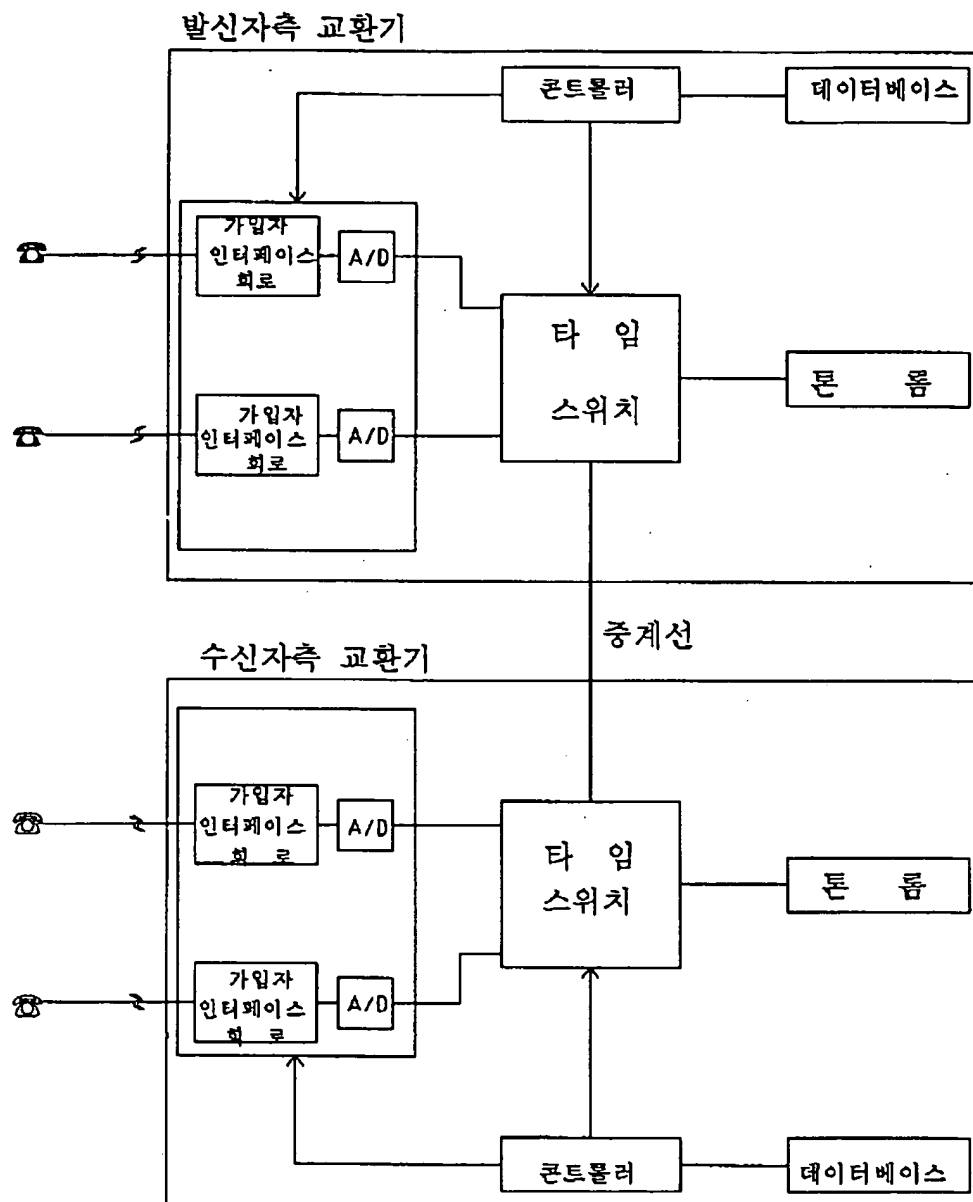 발신자측 교환기
콘트롤러
데이터베이스
가입자
인터페이스
회로
A/D
가입자
인터페이스
회로
A/D
타 임
스위치
톤 롬
중계선
수신자측 교환기
가입자
인터페이스
회 로
A/D
가입자
인터페이스
회 로
A/D
타 임
스위치
톤 롬
콘트롤러
데이터베이스